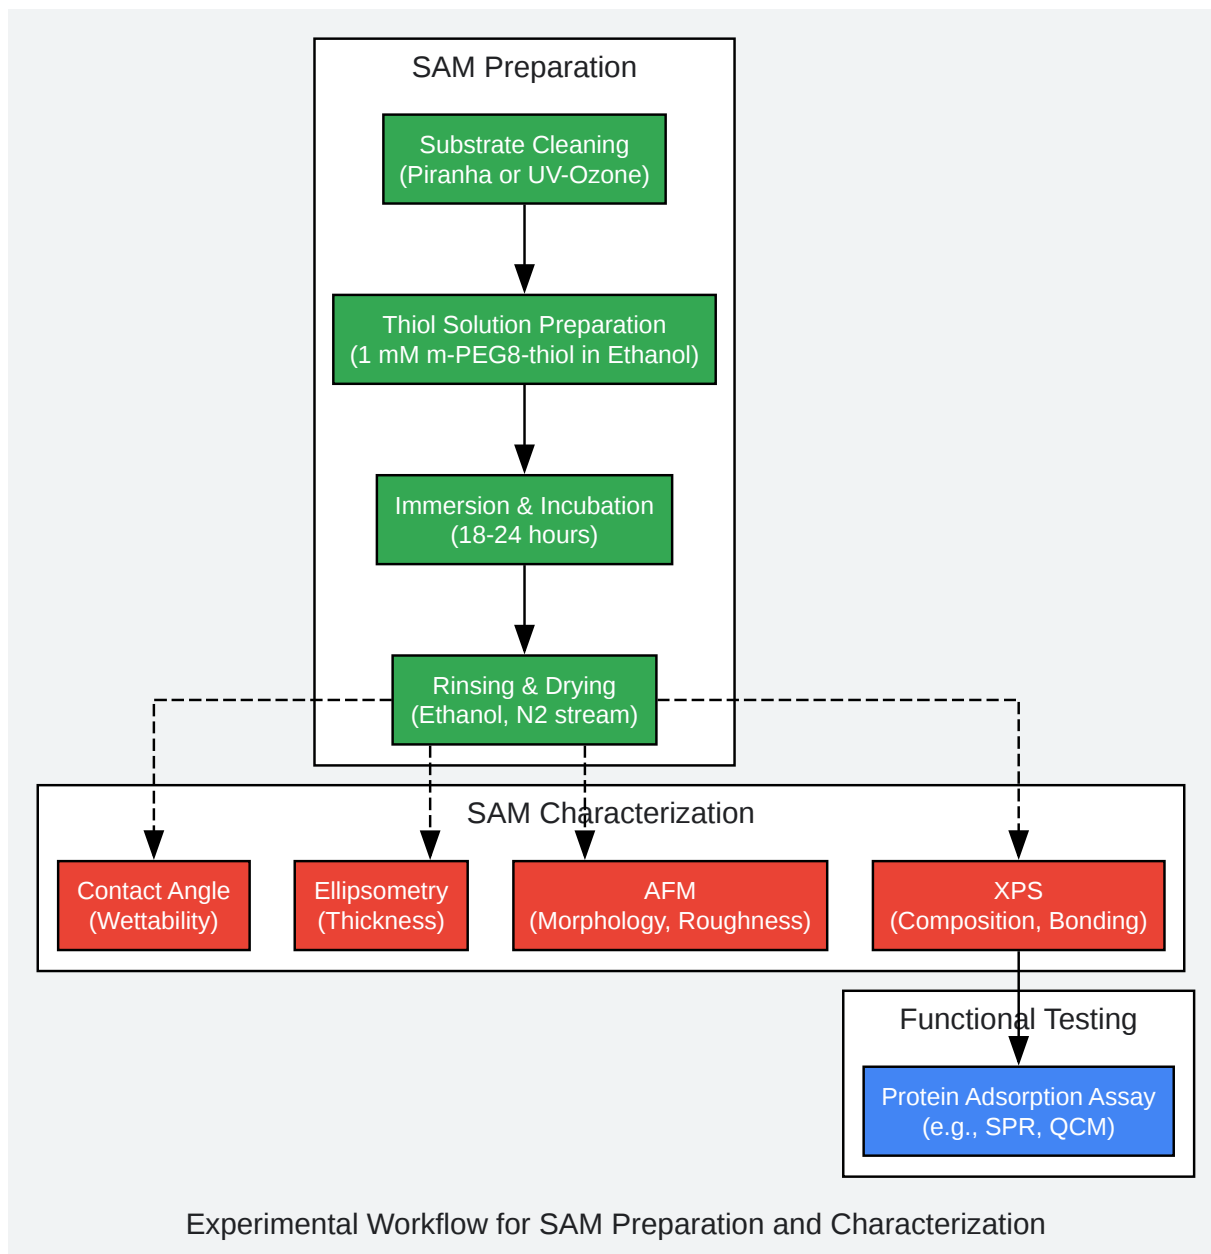 SAM Preparation
Substrate Cleaning
(Piranha or UV-Ozone)
Thiol Solution Preparation
(1 mM m-PEG8-thiol in Ethanol)
Immersion & Incubation
(18-24 hours)
Rinsing & Drying
(Ethanol, N2 stream)
SAM Characterization
Contact Angle
(Wettability)
Ellipsometry
(Thickness)
AFM
(Morphology, Roughness)
XPS
(Composition, Bonding)
Functional Testing
Protein Adsorption Assay
(e.g., SPR, QCM)
Experimental Workflow for SAM Preparation and Characterization